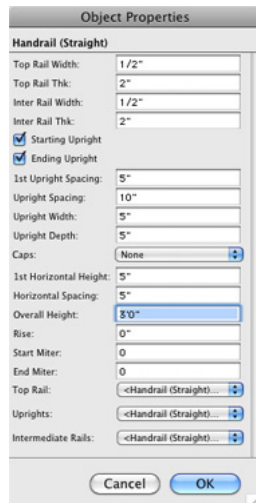 Object Properties
Handrail (Straight)
Top Rail Width: 1/2"
Top Rail Thk: 2"
Inter Rail Width: 1/2"
Inter Rail Thk: 2"
Starting Upright
Ending Upright
1st Upright Spacing: 5"
Upright Spacing: 10"
Upright Width: 5"
Upright Depth: 5"
Caps: None
1st Horizontal Height: 5"
Horizontal Spacing: 5"
Overall Height: 3'0"
Rise: 0"
Start Miter: 0
End Miter: 0
Top Rail: <Handrail (Straight)...
Uprights: <Handrail (Straight)...
Intermediate Rails: <Handrail (Straight)...
Cancel OK